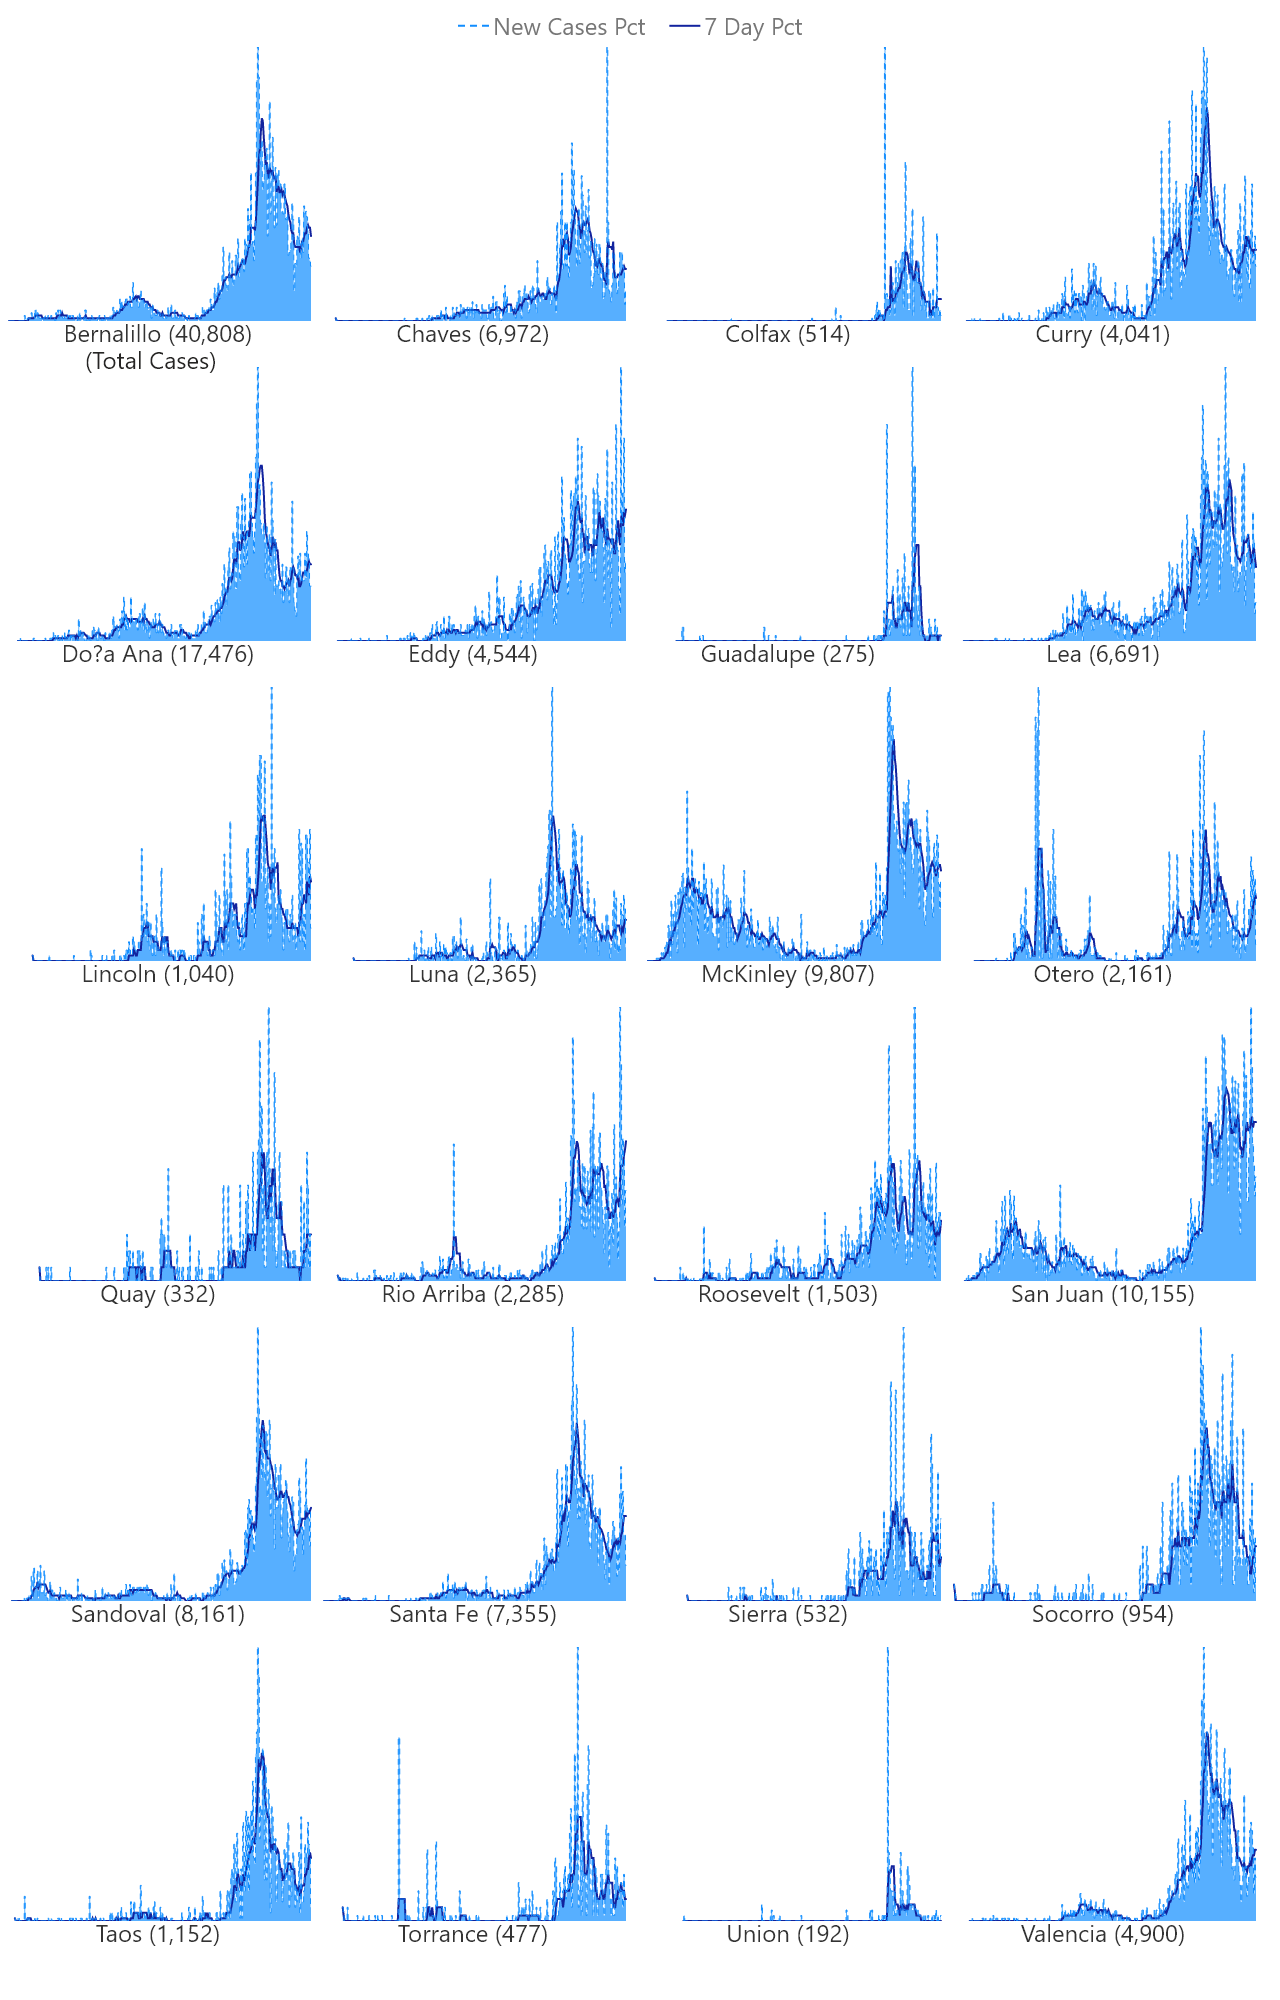 New Cases Pct 7 Day Pct
Bernalillo (40,808) Chaves (6,972) Colfax (514) Curry (4,041)
(Total Cases)
Do?a Ana (17,476) Eddy (4,544) Guadalupe (275) Lea (6,691)
Lincoln (1,040) Luna (2,365) McKinley (9,807) Otero (2,161)
Quay (332) Rio Arriba (2,285) Roosevelt (1,503) San Juan (10,155)
Sandoval (8,161) Santa Fe (7,355) Sierra (532) Socorro (954)
Taos (1,152) Torrance (477) Union (192) Valencia (4,900)